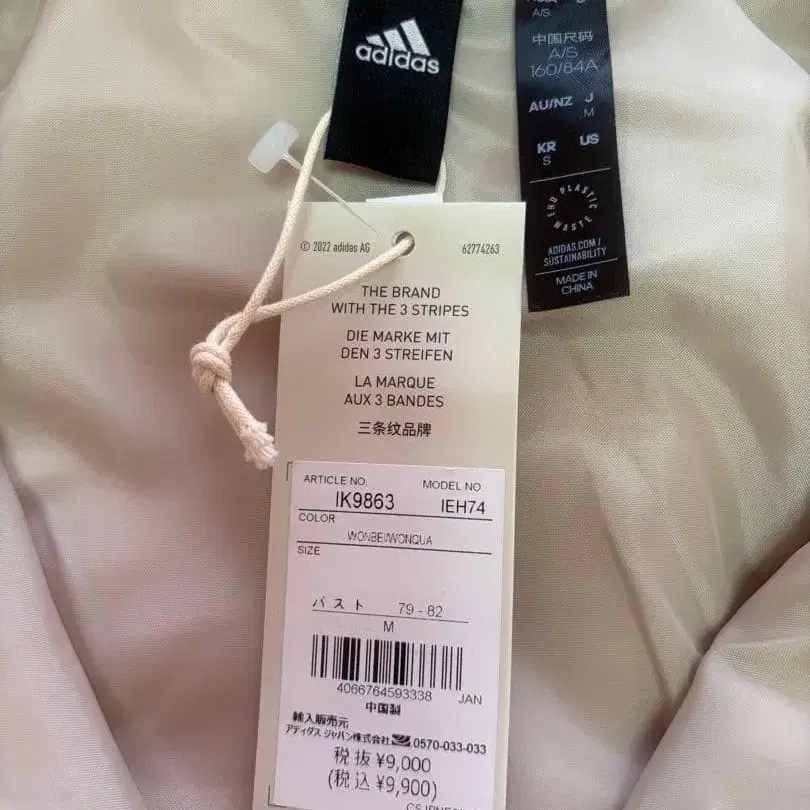 adidas
A/S
中国尺码
A/S
160/84A
AU/NZ J
M
KR US
S
END PLASTIC WASTE
ADIDAS.COM/
SUSTAINABILITY
MADE IN
CHINA
© 2022 adidas AG 62774263
THE BRAND
WITH THE 3 STRIPES
DIE MARKE MIT
DEN 3 STREIFEN
LA MARQUE
AUX 3 BANDES
三条纹品牌
ARTICLE NO. MODEL NO
IK9863 IEH74
COLOR
WONBEI/WONQUA
SIZE
バスト 79 - 82
M
4066764593338 JAN
中国製
輸入販売元
アディダス ジャパン株式会社 0570-033-033
税抜 ¥9,000
(税込 ¥9,900)